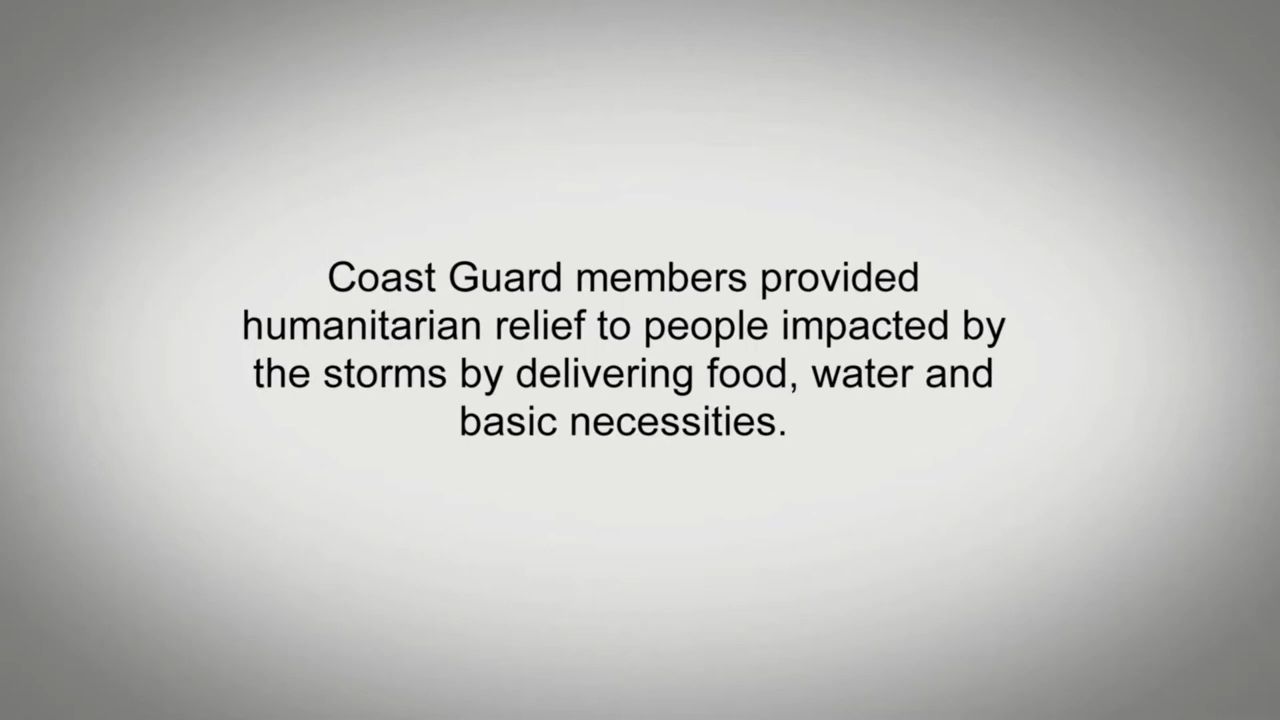 Coast Guard members provided
humanitarian relief to people impacted by
the storms by delivering food, water and
basic necessities.